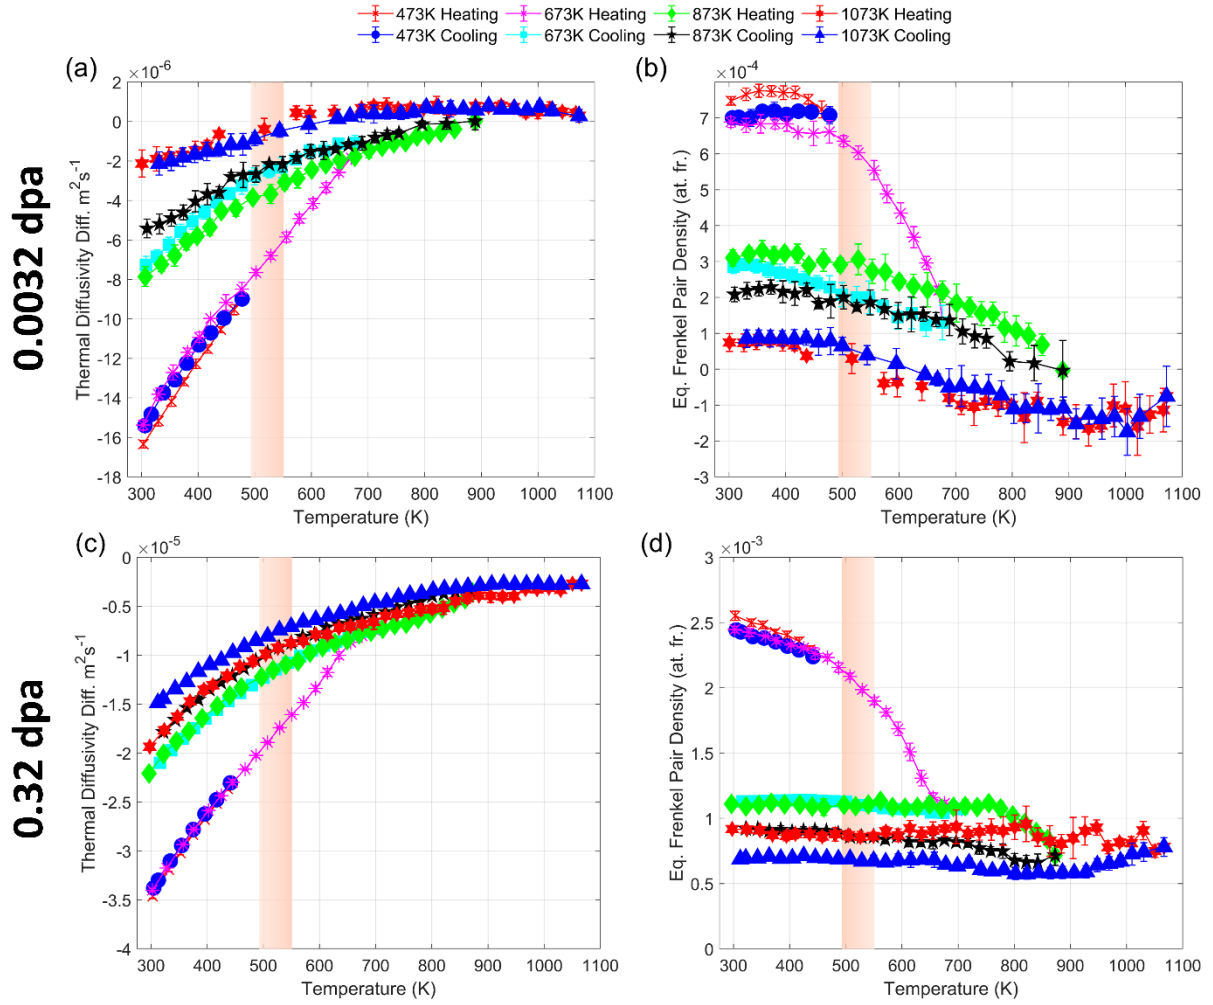 473K Heating 673K Heating 873K Heating 1073K Heating
473K Cooling 673K Cooling 873K Cooling 1073K Cooling
0.0032 dpa
(a)
×10⁻⁶
2
0
-2
-4
-6
-8
-10
-12
-14
-16
-18
Thermal Diffusivity Diff. m²s⁻¹
300 400 500 600 700 800 900 1000 1100
Temperature (K)
(b)
×10⁻⁴
7
6
5
4
3
2
1
0
-1
-2
-3
Eq. Frenkel Pair Density (at. fr.)
300 400 500 600 700 800 900 1000 1100
Temperature (K)
0.32 dpa
(c)
×10⁻⁵
0
-0.5
-1
-1.5
-2
-2.5
-3
-3.5
-4
Thermal Diffusivity Diff. m²s⁻¹
300 400 500 600 700 800 900 1000 1100
Temperature (K)
(d)
×10⁻³
3
2.5
2
1.5
1
0.5
0
Eq. Frenkel Pair Density (at. fr.)
300 400 500 600 700 800 900 1000 1100
Temperature (K)